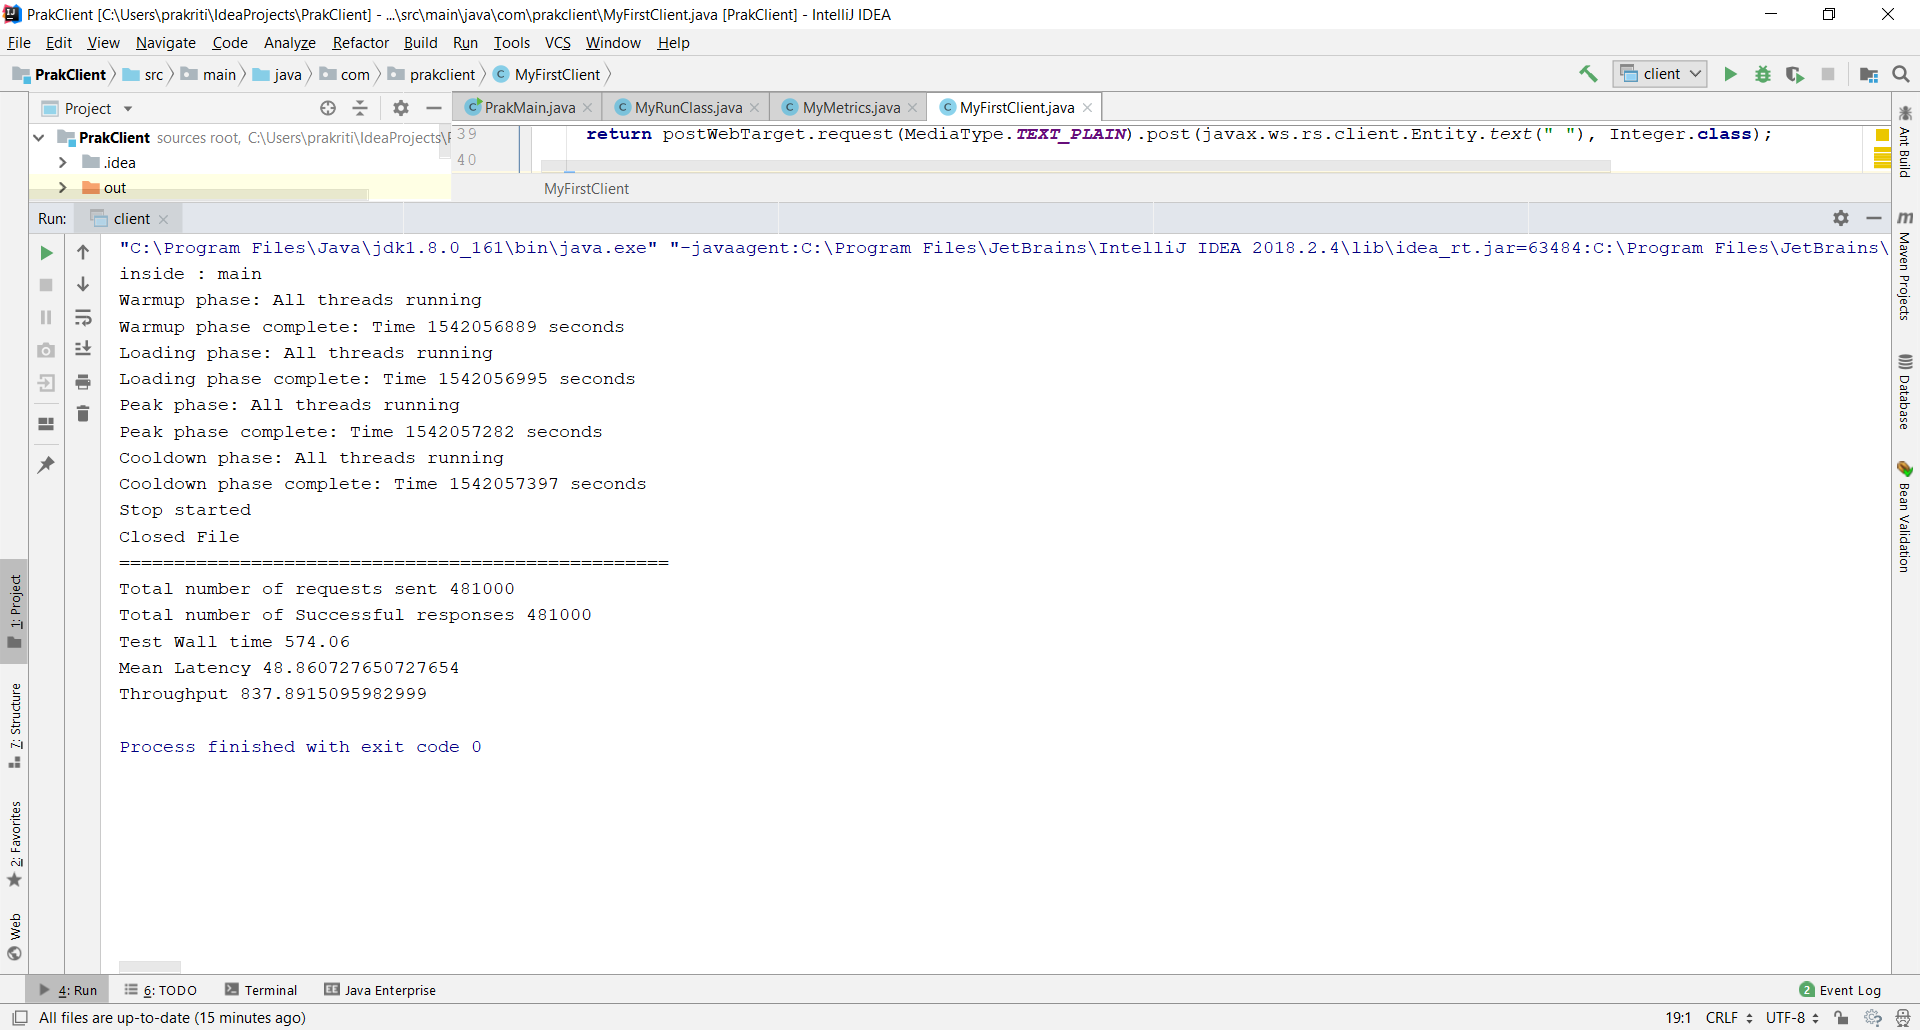 PrakClient [C:\Users\prakriti\IdeaProjects\PrakClient] - ...\src\main\java\com\prakclient\MyFirstClient.java [PrakClient] - IntelliJ IDEA
File Edit View Navigate Code Analyze Refactor Build Run Tools VCS Window Help
PrakClient src main java com prakclient MyFirstClient client
Project PrakMain.java MyRunClass.java MyMetrics.java MyFirstClient.java
PrakClient sources root, C:\Users\prakriti\IdeaProjects\
.idea
out
39 return postWebTarget.request(MediaType.TEXT_PLAIN).post(javax.ws.rs.client.Entity.text(" "), Integer.class);
40
MyFirstClient
Run: client
"C:\Program Files\Java\jdk1.8.0_161\bin\java.exe" "-javaagent:C:\Program Files\JetBrains\IntelliJ IDEA 2018.2.4\lib\idea_rt.jar=63484:C:\Program Files\JetBrains\
inside : main
Warmup phase: All threads running
Warmup phase complete: Time 1542056889 seconds
Loading phase: All threads running
Loading phase complete: Time 1542056995 seconds
Peak phase: All threads running
Peak phase complete: Time 1542057282 seconds
Cooldown phase: All threads running
Cooldown phase complete: Time 1542057397 seconds
Stop started
Closed File
==================================================
Total number of requests sent 481000
Total number of Successful responses 481000
Test Wall time 574.06
Mean Latency 48.860727650727654
Throughput 837.8915095982999
Process finished with exit code 0
1: Project
7: Structure
2: Favorites
Web
Ant Build
Maven Projects
Database
Bean Validation
4: Run 6: TODO Terminal Java Enterprise 2 Event Log
All files are up-to-date (15 minutes ago) 19:1 CRLF UTF-8